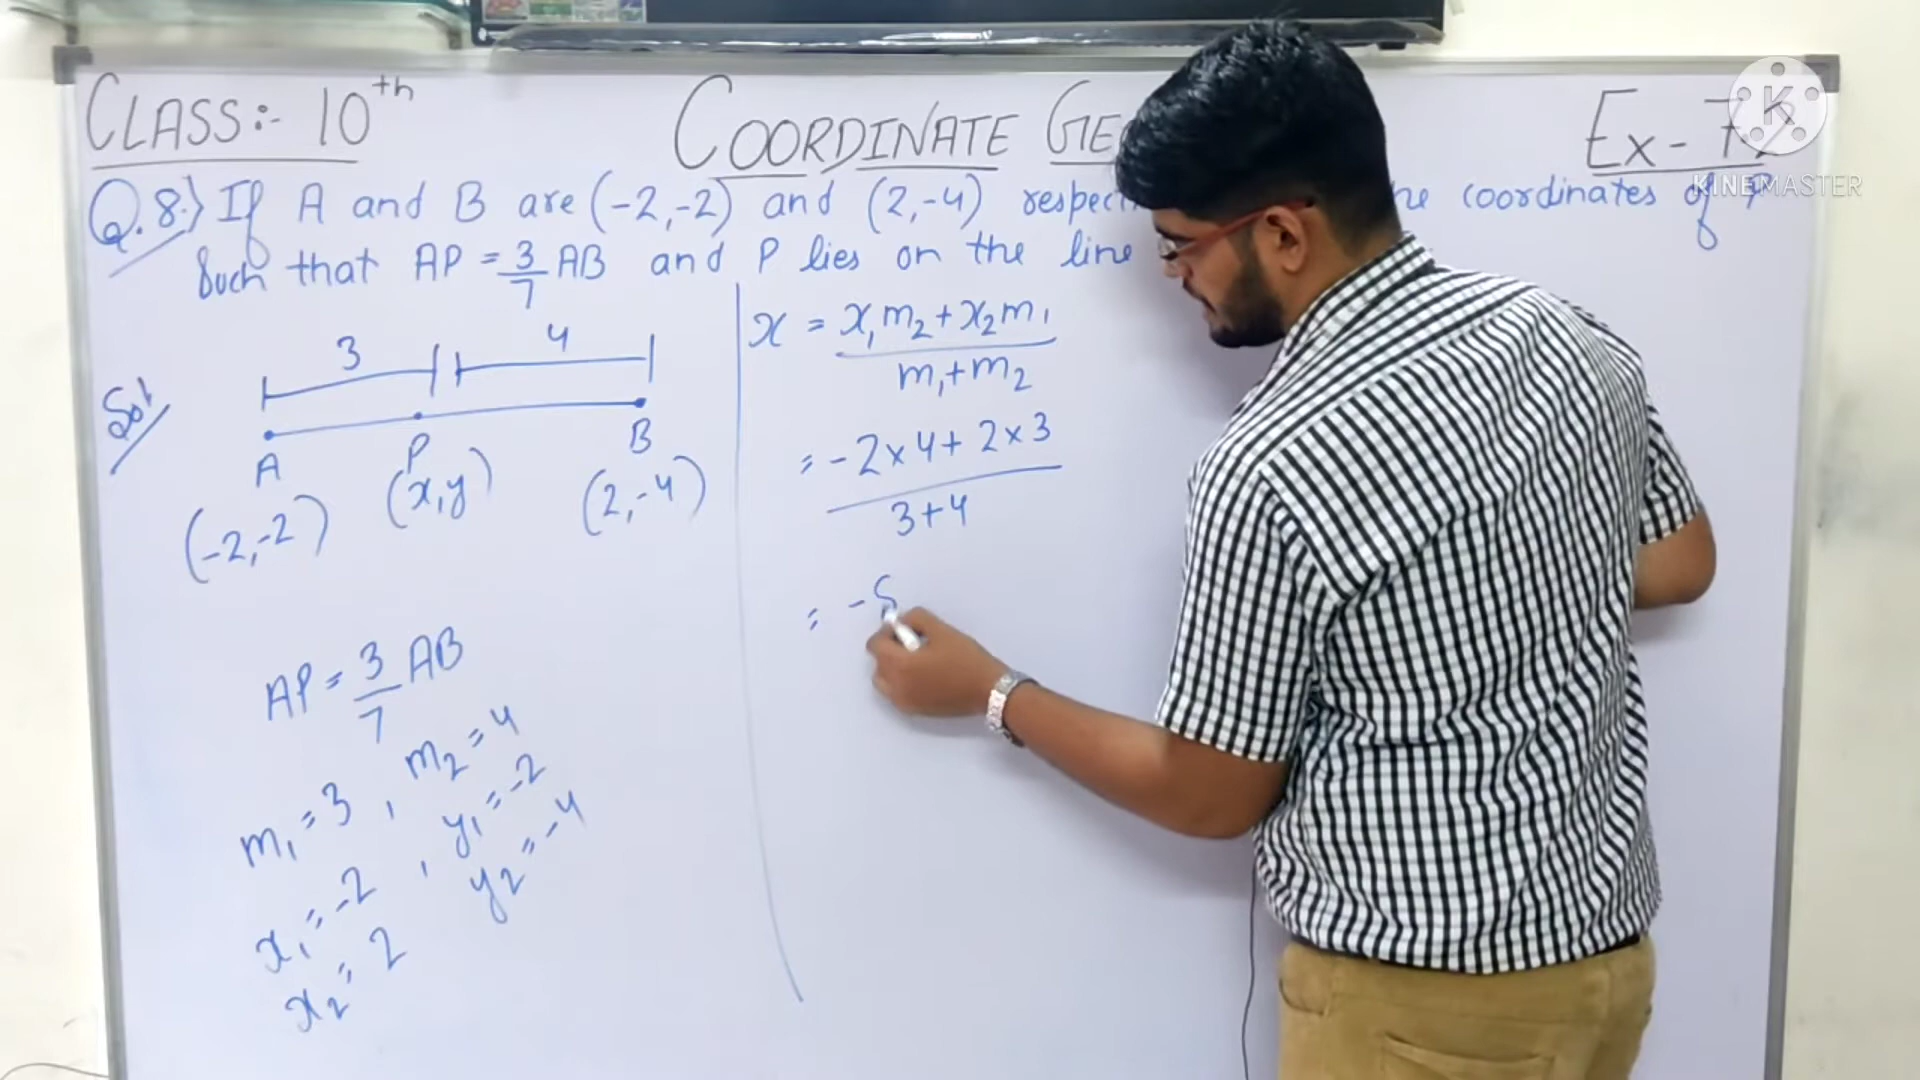 CLASS:- 10th
COORDINATE
Ex-
Q.8.) If A and B are (-2,-2) and (2,-4) coordinates of P
Such that AP = 3/7 AB and P lies on the line
Sol
3 4
A P B
(-2,-2) (x,y) (2,-4)
AP = 3/7 AB
m₁ = 3 , m₂ = 4
x₁ = -2 , y₁ = -2
x₂ = 2 y₂ = -4
x = x₁m₂+x₂m₁ / m₁+m₂
= -2×4+2×3 / 3+4
= -
K
KINEMASTER